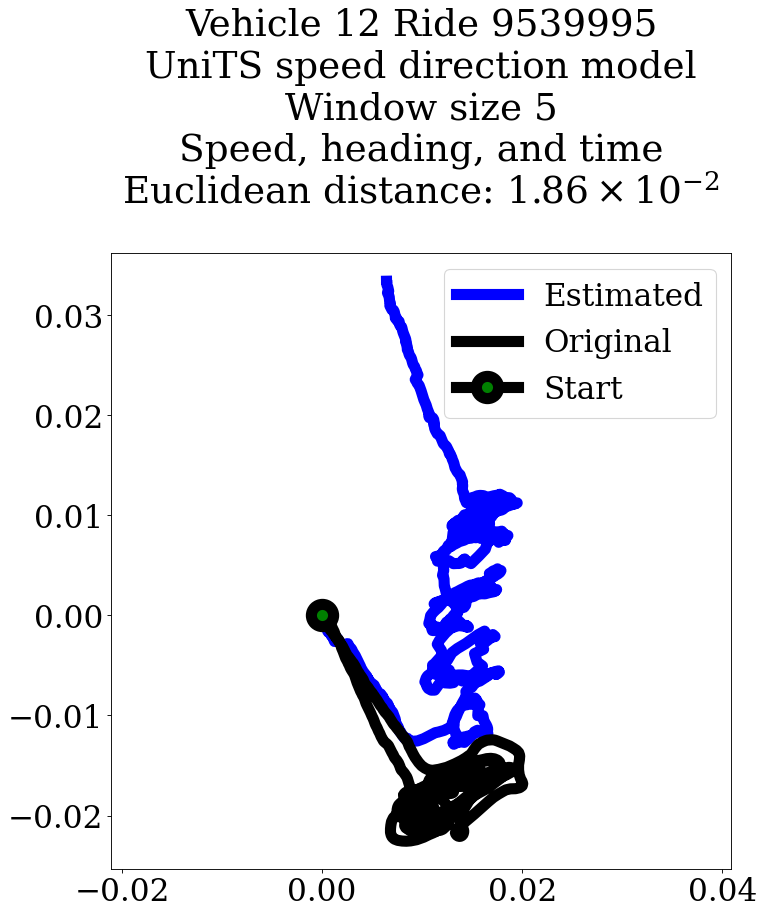 Vehicle 12 Ride 9539995
UniTS speed direction model
Window size 5
Speed, heading, and time
Euclidean distance: 1.86 × 10⁻²
Estimated
Original
Start
0.03
0.02
0.01
0.00
−0.01
−0.02
−0.02 0.00 0.02 0.04